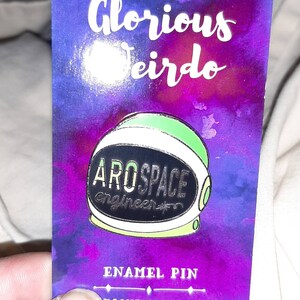 Glorious
Weirdo
AROSPACE
engineer
ENAMEL PIN